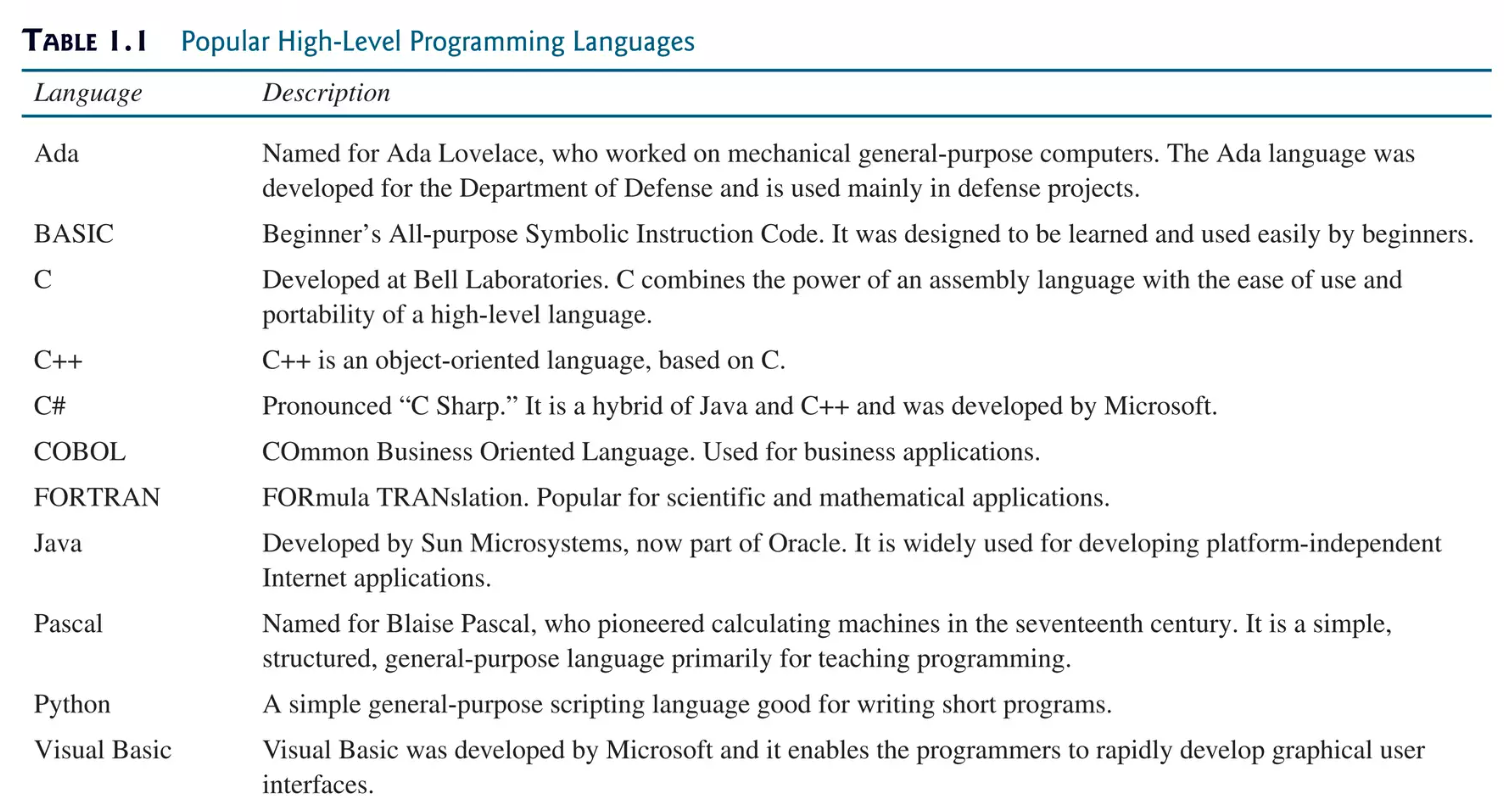 TABLE 1.1 Popular High-Level Programming Languages
Language Description
Ada Named for Ada Lovelace, who worked on mechanical general-purpose computers. The Ada language was
developed for the Department of Defense and is used mainly in defense projects.
BASIC Beginner’s All-purpose Symbolic Instruction Code. It was designed to be learned and used easily by beginners.
C Developed at Bell Laboratories. C combines the power of an assembly language with the ease of use and
portability of a high-level language.
C++ C++ is an object-oriented language, based on C.
C# Pronounced “C Sharp.” It is a hybrid of Java and C++ and was developed by Microsoft.
COBOL COmmon Business Oriented Language. Used for business applications.
FORTRAN FORmula TRANslation. Popular for scientific and mathematical applications.
Java Developed by Sun Microsystems, now part of Oracle. It is widely used for developing platform-independent
Internet applications.
Pascal Named for Blaise Pascal, who pioneered calculating machines in the seventeenth century. It is a simple,
structured, general-purpose language primarily for teaching programming.
Python A simple general-purpose scripting language good for writing short programs.
Visual Basic Visual Basic was developed by Microsoft and it enables the programmers to rapidly develop graphical user
interfaces.